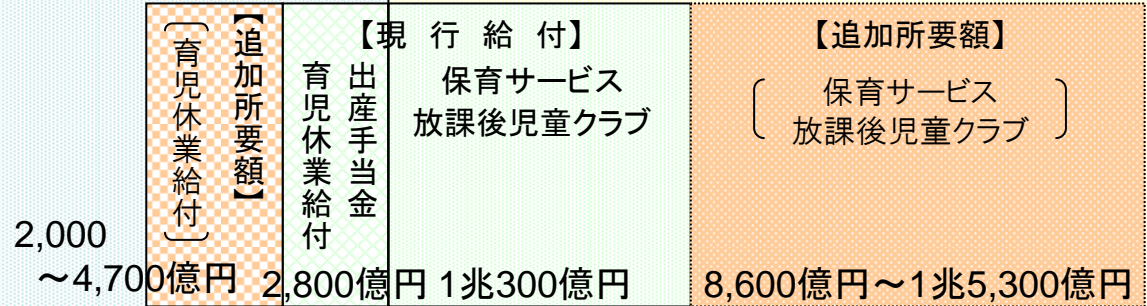 【追加所要額】
〔育児休業給付〕
2,000
～4,700億円
【現行給付】
出産手当金
育児休業給付
2,800億円
保育サービス
放課後児童クラブ
1兆300億円
【追加所要額】
保育サービス
放課後児童クラブ
8,600億円～1兆5,300億円